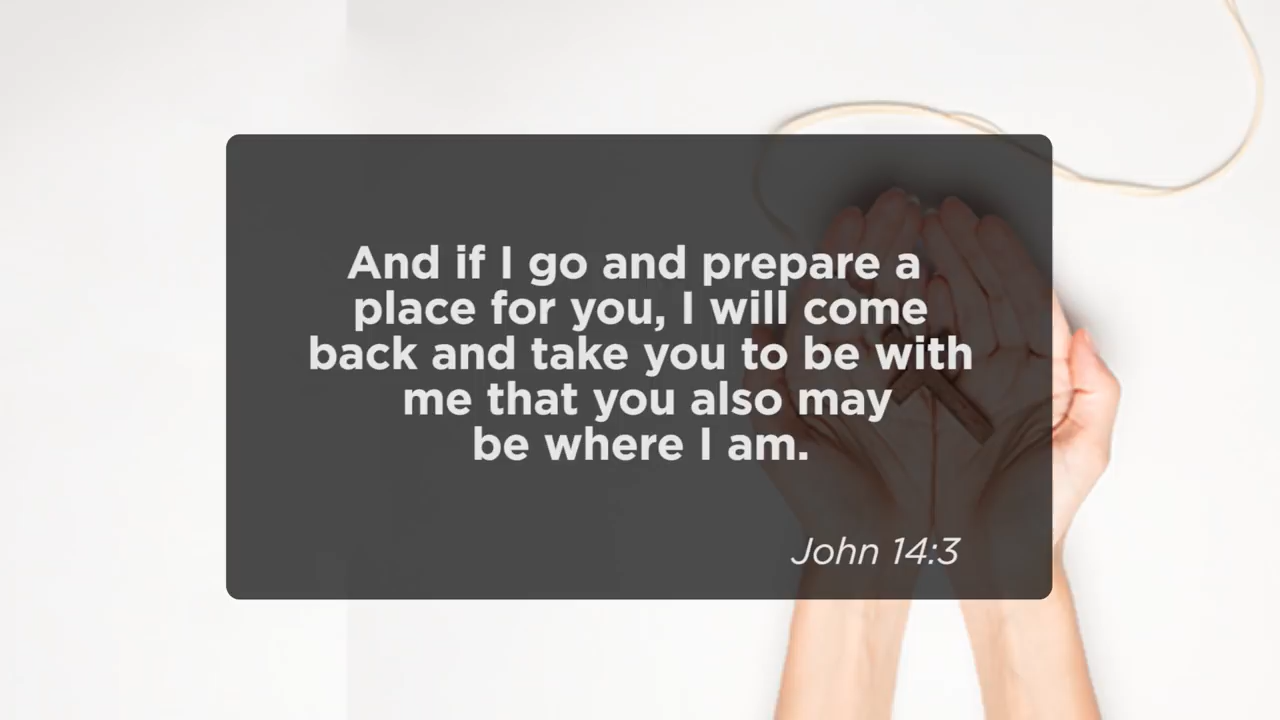 And if I go and prepare a
place for you, I will come
back and take you to be with
me that you also may
be where I am.
John 14:3